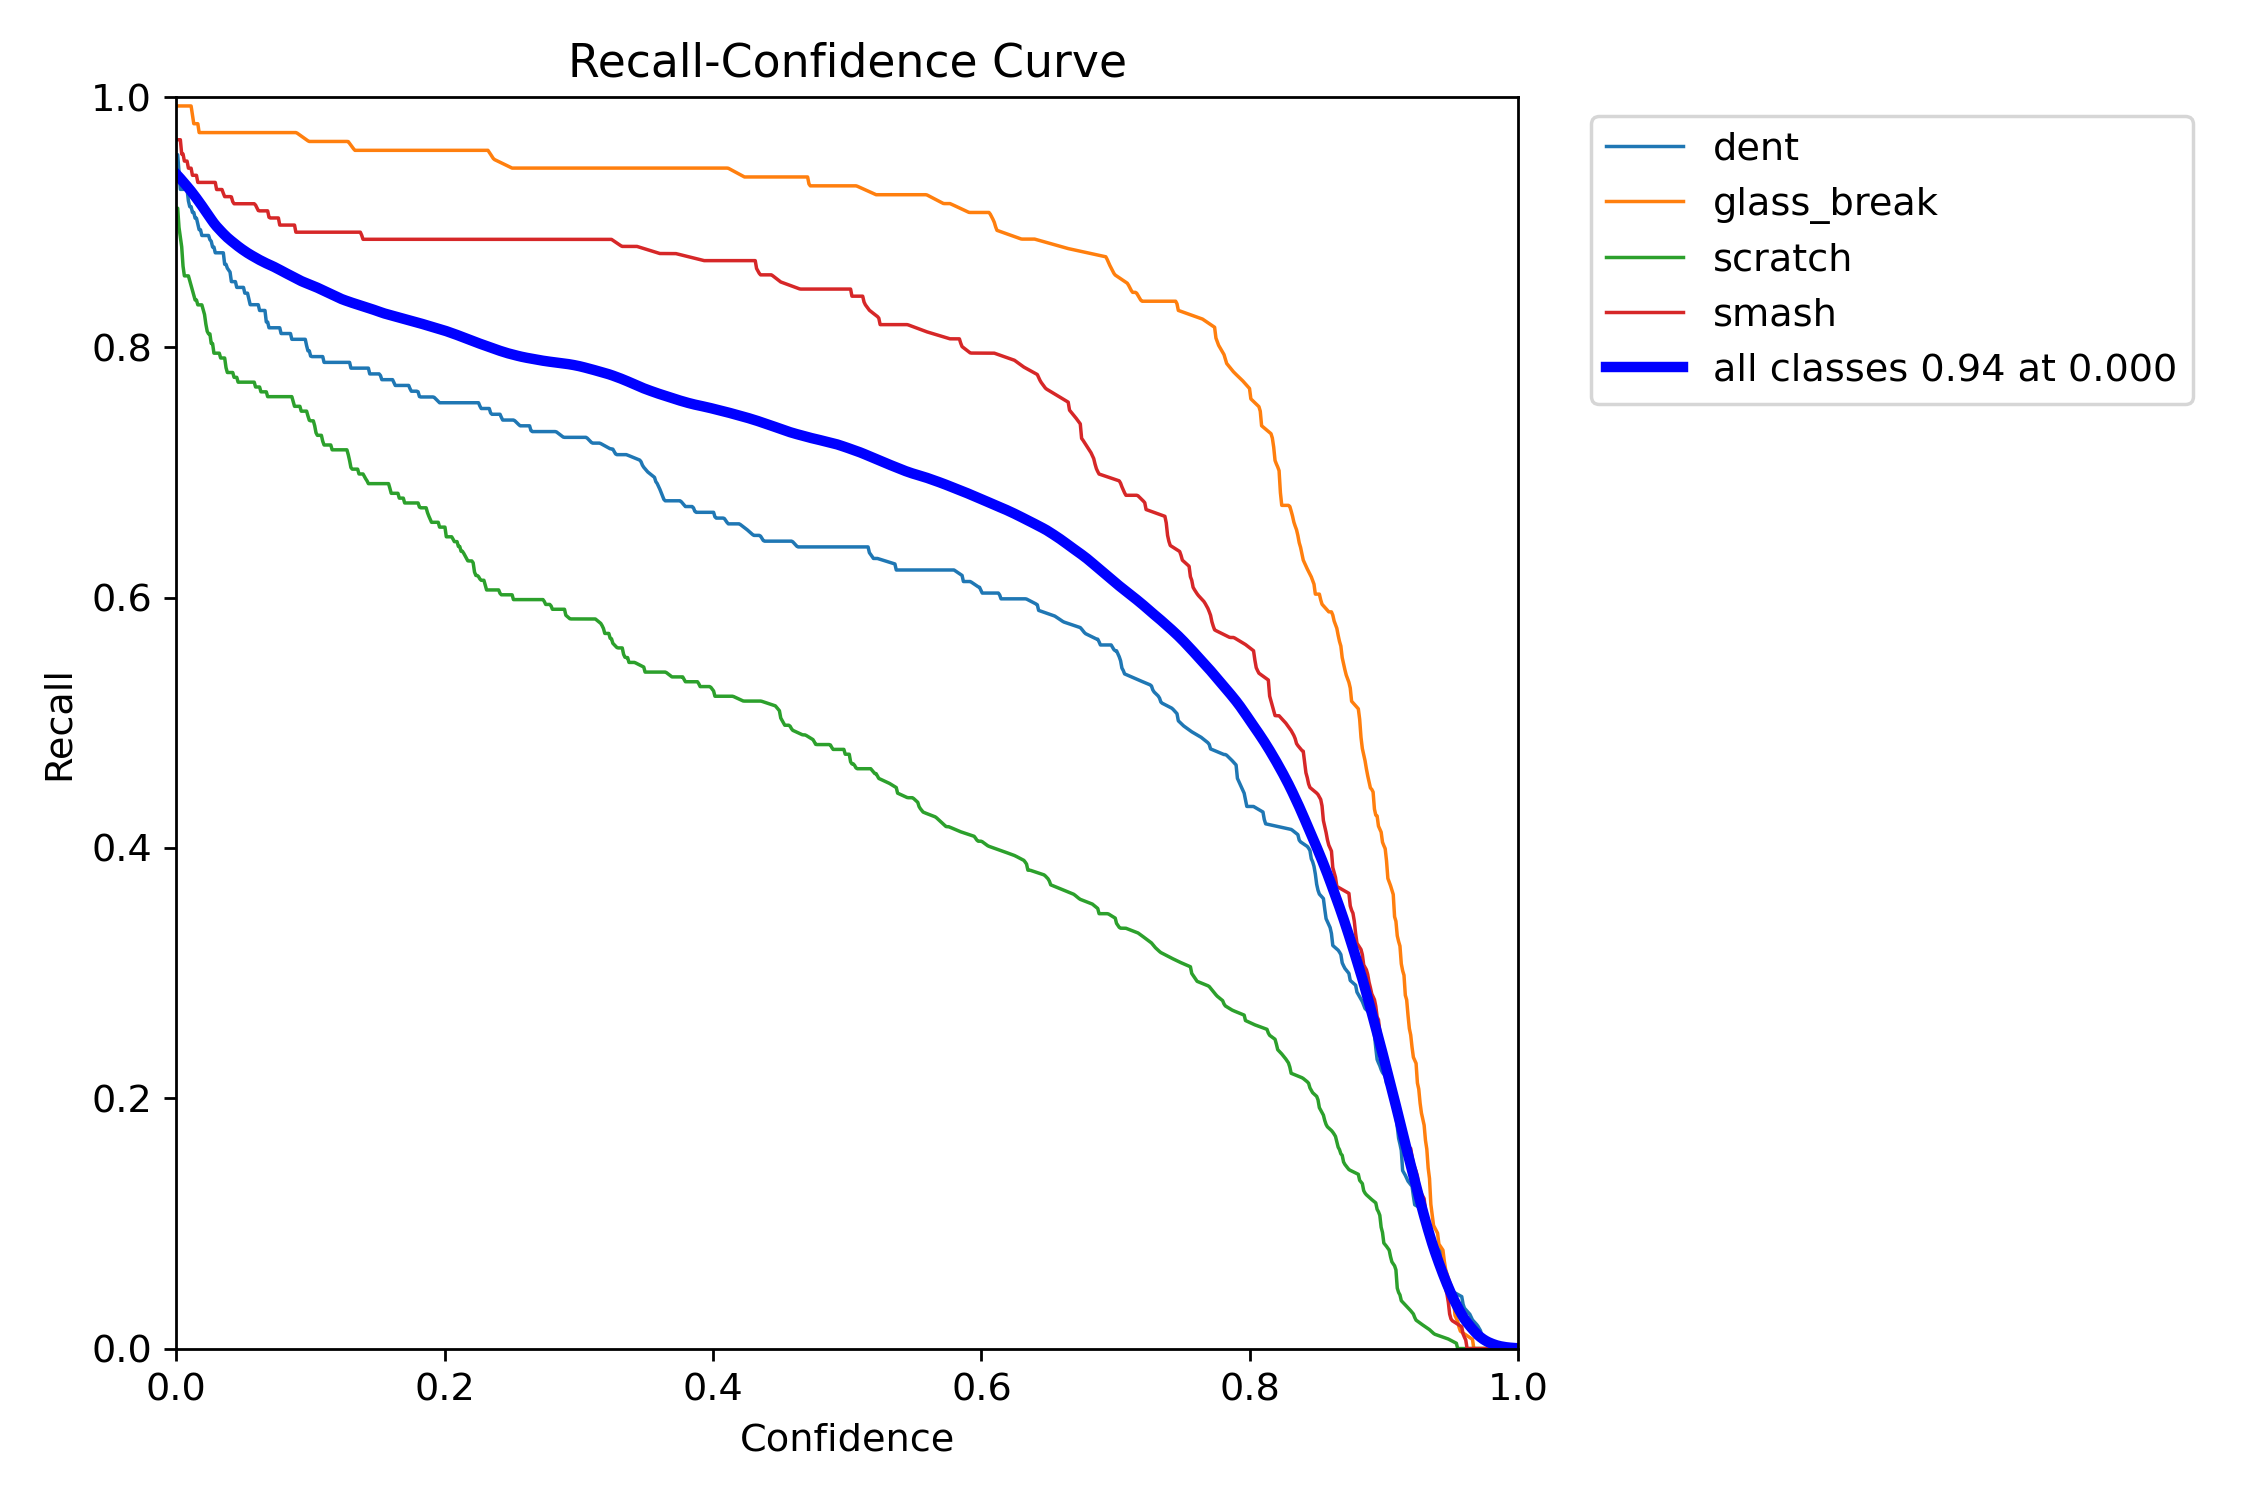 Recall-Confidence Curve
1.0
0.8
0.6
0.4
0.2
0.0
Recall
0.0 0.2 0.4 0.6 0.8 1.0
Confidence
dent
glass_break
scratch
smash
all classes 0.94 at 0.000